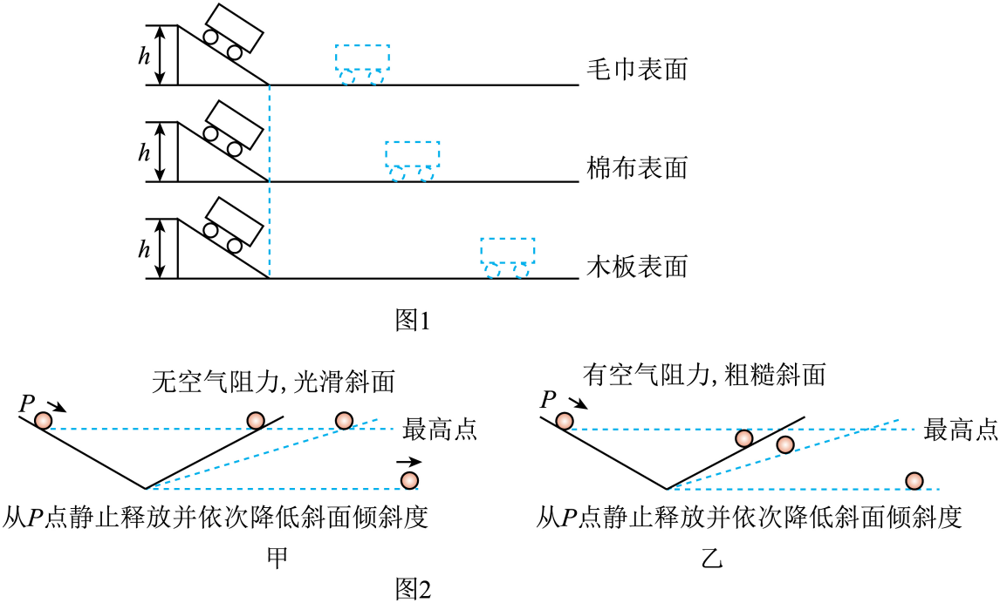 h
毛巾表面
h
棉布表面
h
木板表面
图1
无空气阻力,光滑斜面
P
最高点
从P点静止释放并依次降低斜面倾斜度
甲
有空气阻力,粗糙斜面
P
最高点
从P点静止释放并依次降低斜面倾斜度
乙
图2